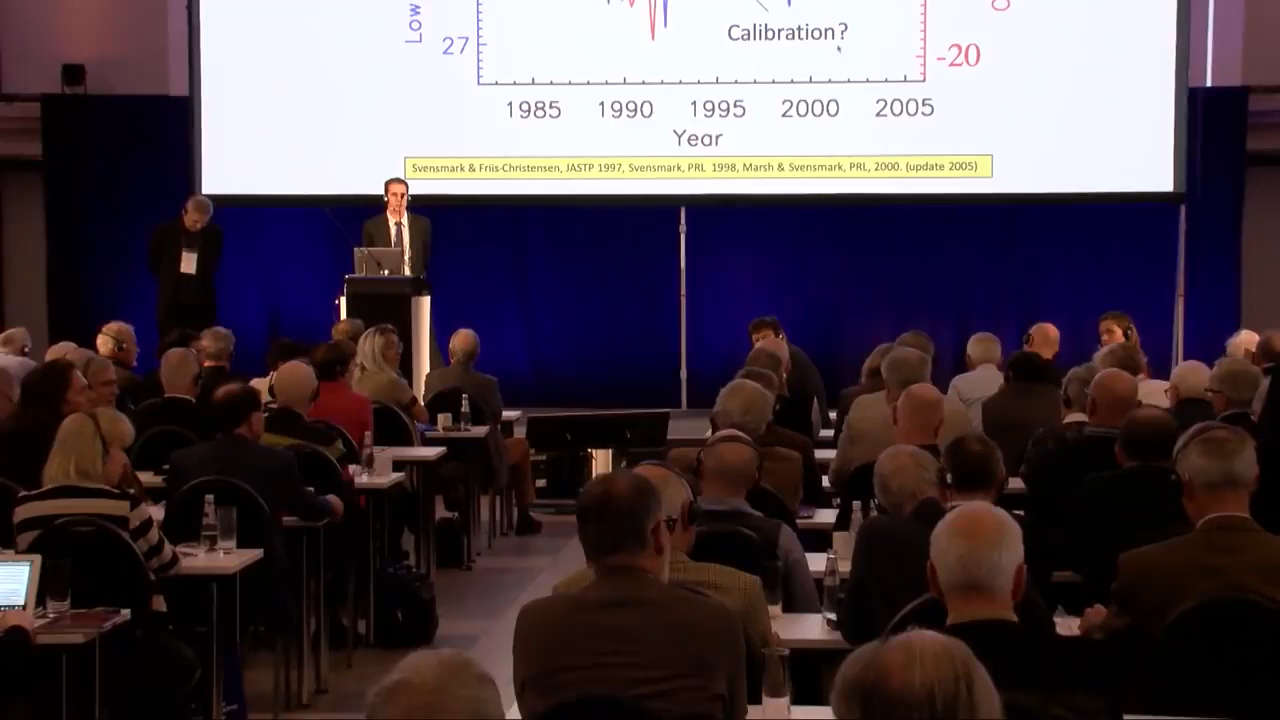 Low
27
Calibration?
-20
1985 1990 1995 2000 2005
Year
Svensmark & Friis-Christensen, JASTP 1997, Svensmark, PRL 1998, Marsh & Svensmark, PRL, 2000. (update 2005)